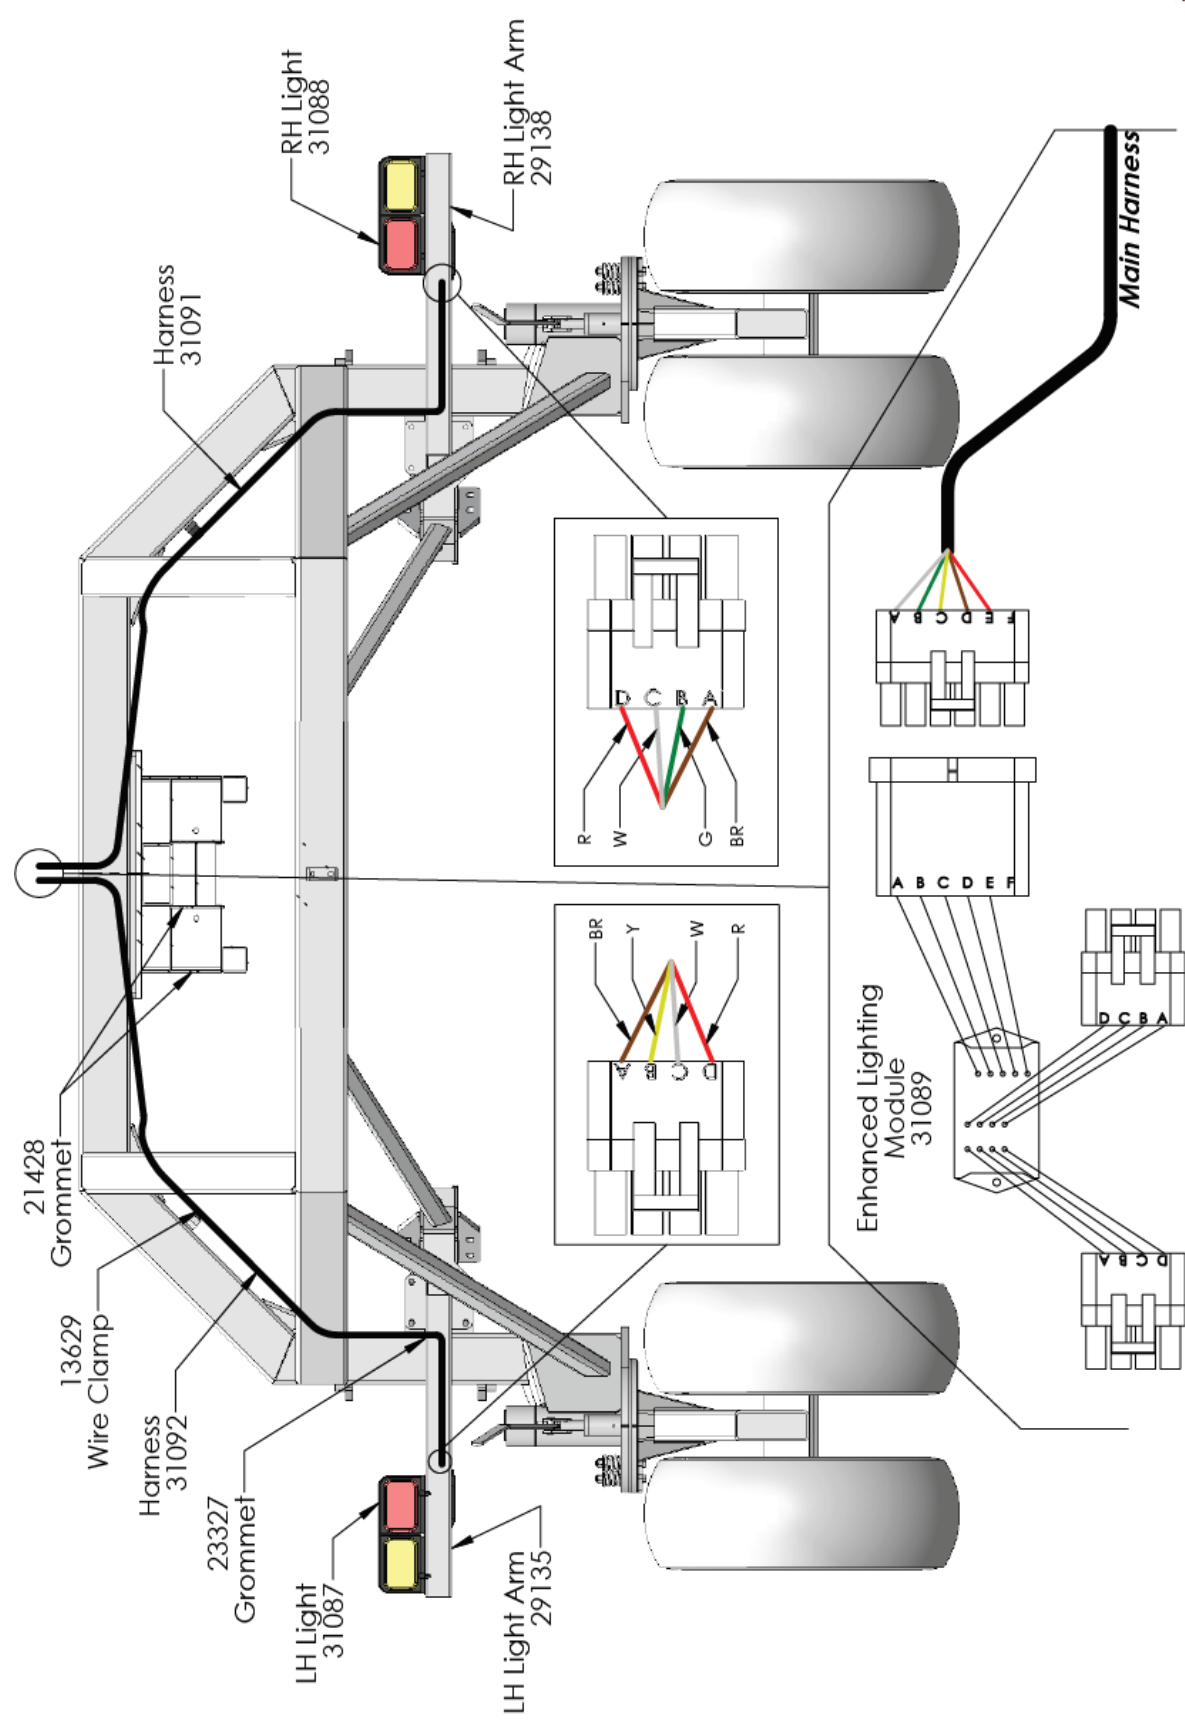 21428
Grommet
13629
Wire Clamp
Harness
31092
23327
Grommet
LH Light
31087
LH Light Arm
29135
Harness
31091
RH Light
31088
RH Light Arm
29138
BR
Y
W
R
A
B
C
D
R
W
G
BR
D
C
B
A
Enhanced Lighting
Module
31089
A
B
C
D
E
F
A
B
C
D
E
F
D
C
B
A
A
B
C
D
Main Harness